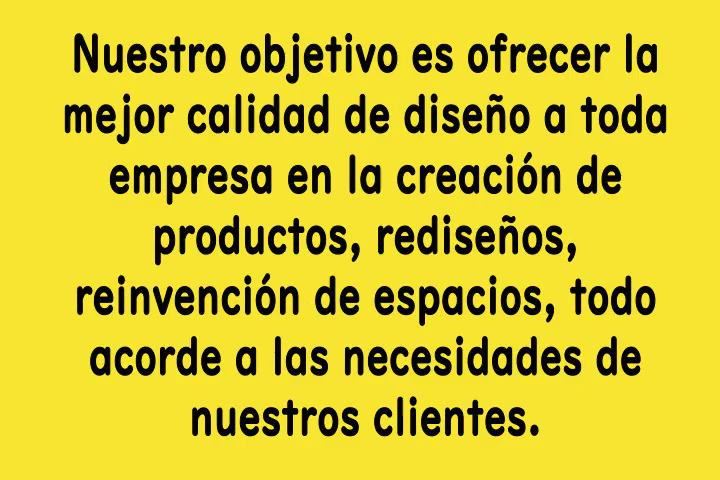 Nuestro objetivo es ofrecer la
mejor calidad de diseño a toda
empresa en la creación de
productos, rediseños,
reinvención de espacios, todo
acorde a las necesidades de
nuestros clientes.